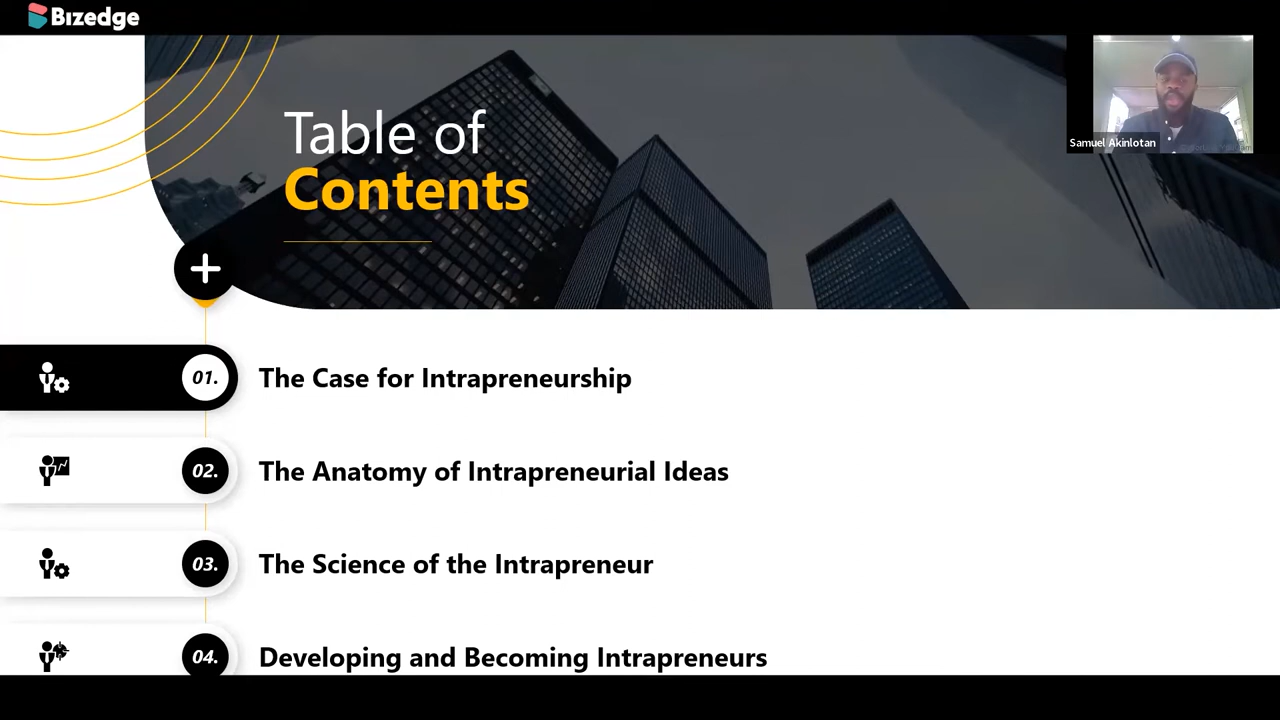 Bizedge
Table of
Contents
Samuel Akinlotan
01.
The Case for Intrapreneurship
02.
The Anatomy of Intrapreneurial Ideas
03.
The Science of the Intrapreneur
04.
Developing and Becoming Intrapreneurs